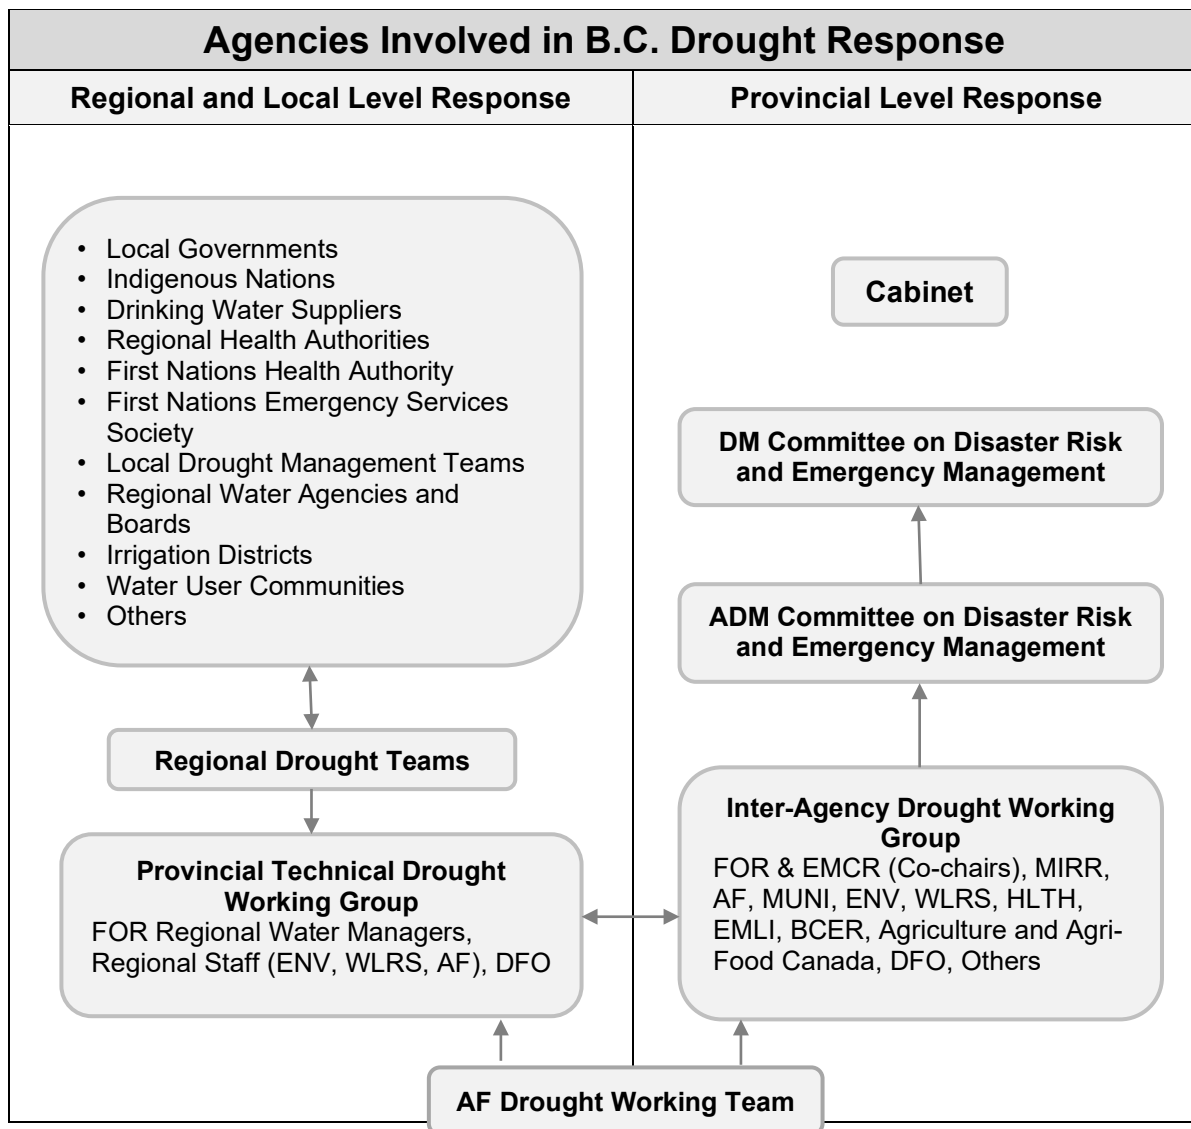 Agencies Involved in B.C. Drought Response
Regional and Local Level Response
Provincial Level Response
• Local Governments
• Indigenous Nations
• Drinking Water Suppliers
• Regional Health Authorities
• First Nations Health Authority
• First Nations Emergency Services
Society
• Local Drought Management Teams
• Regional Water Agencies and
Boards
• Irrigation Districts
• Water User Communities
• Others
Regional Drought Teams
Provincial Technical Drought
Working Group
FOR Regional Water Managers,
Regional Staff (ENV, WLRS, AF), DFO
Cabinet
DM Committee on Disaster Risk
and Emergency Management
ADM Committee on Disaster Risk
and Emergency Management
Inter-Agency Drought Working
Group
FOR & EMCR (Co-chairs), MIRR,
AF, MUNI, ENV, WLRS, HLTH,
EMLI, BCER, Agriculture and Agri-
Food Canada, DFO, Others
AF Drought Working Team